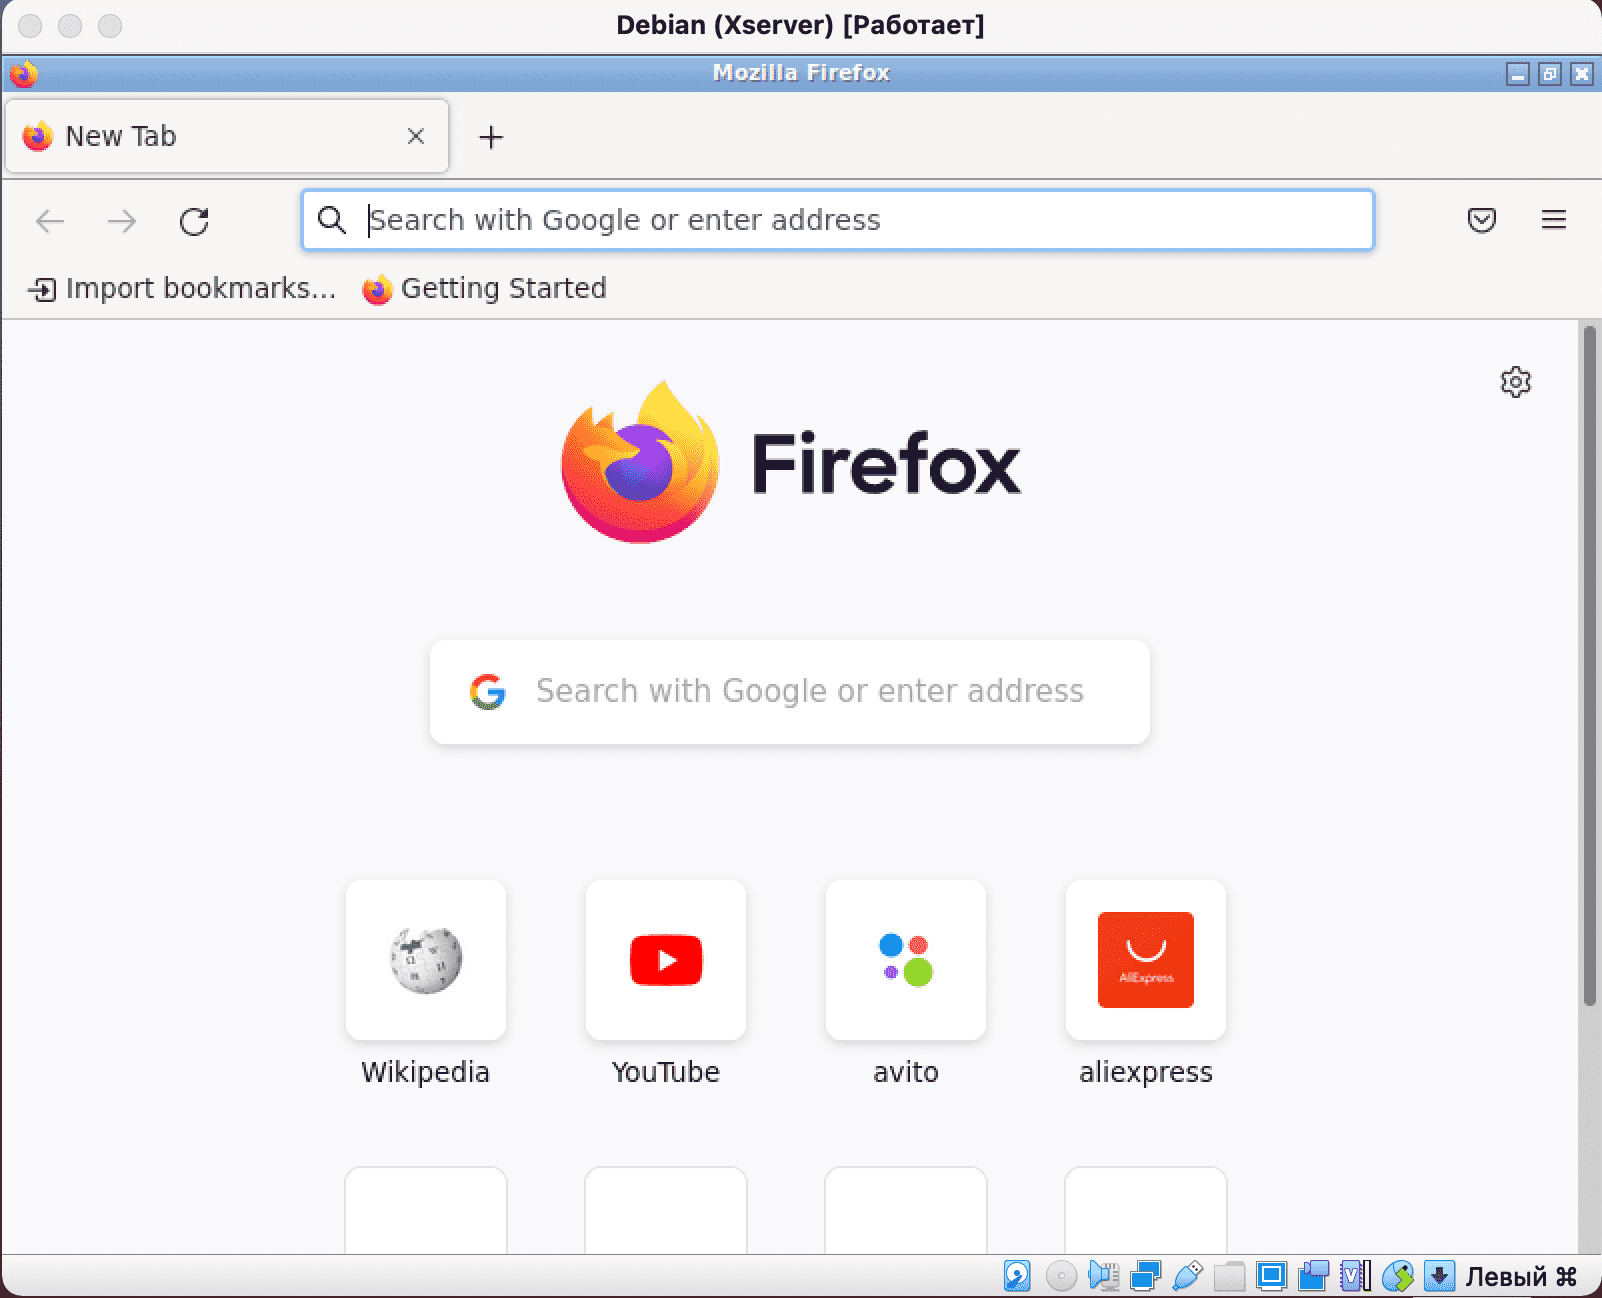 Debian (Xserver) [Работает]
Mozilla Firefox
New Tab
Search with Google or enter address
Import bookmarks... Getting Started
Firefox
Search with Google or enter address
AliExpress
Wikipedia YouTube avito aliexpress
Левый ⌘